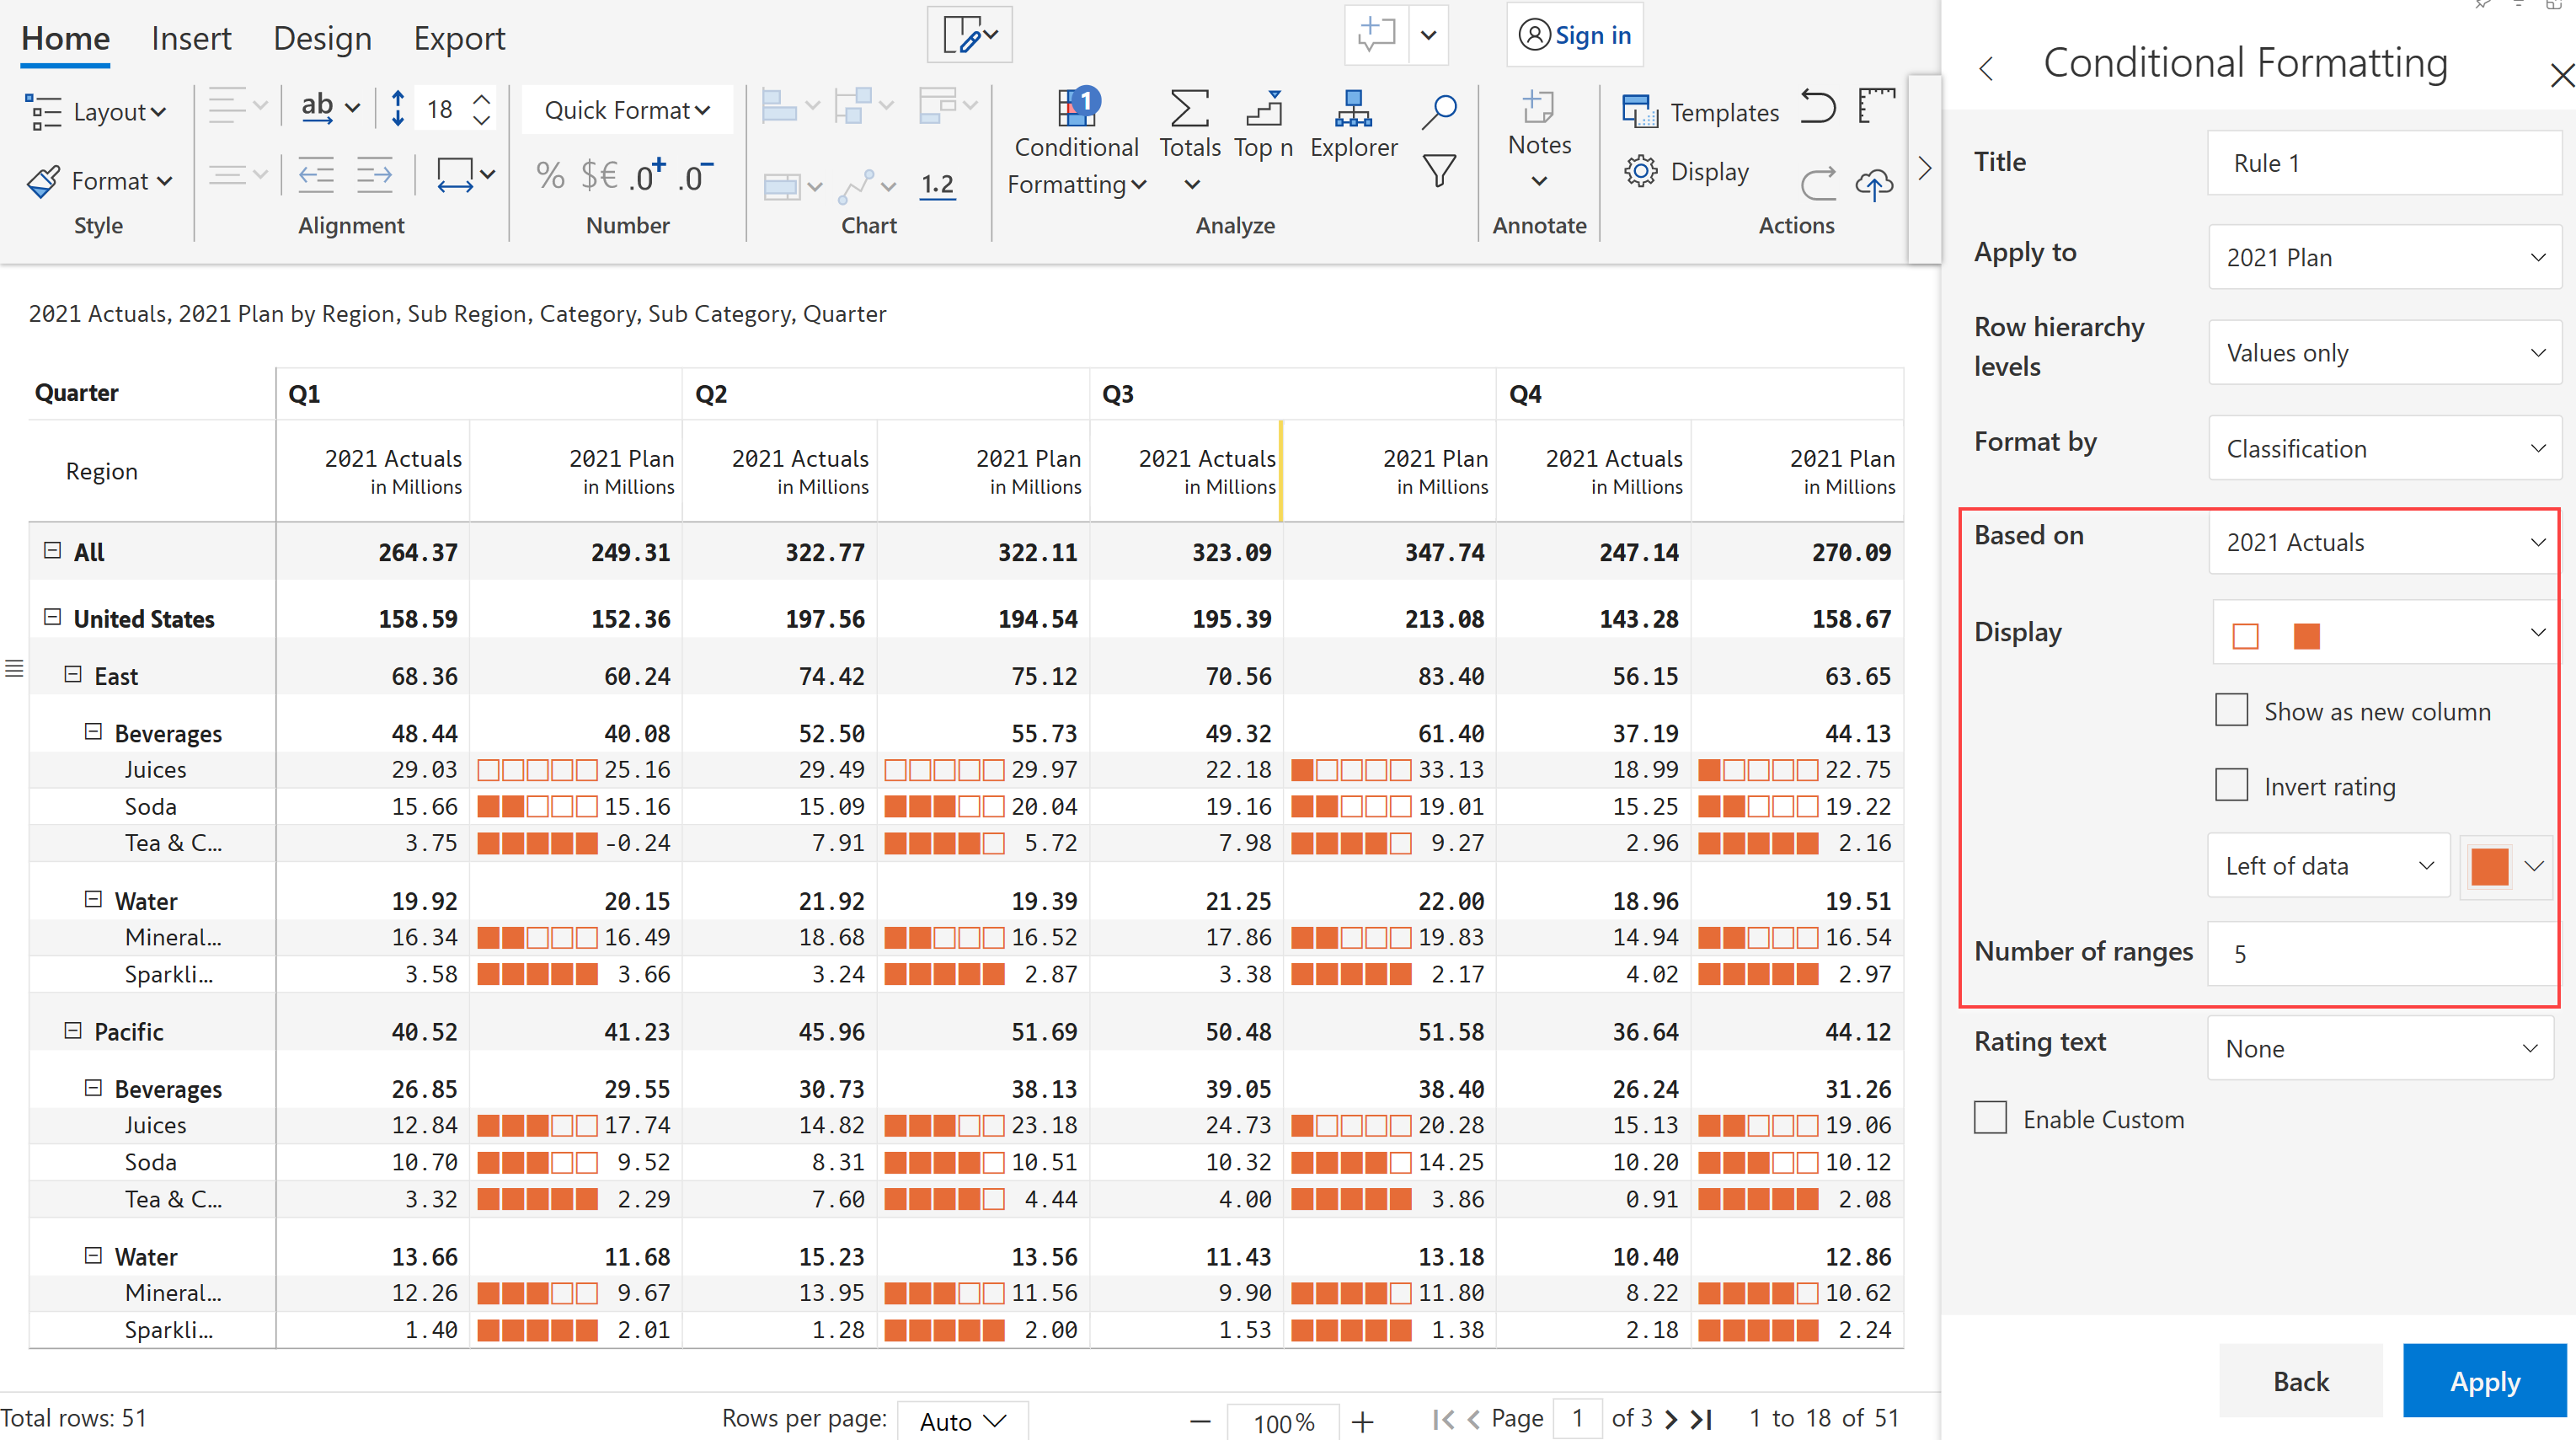 Home Insert Design Export Sign in
Layout ab 18 Quick Format 1 Templates
Conditional Formatting Totals Top n Explorer Notes
Format % $€ .0+ .0- 1.2 Display
Style Alignment Number Chart Analyze Annotate Actions
2021 Actuals, 2021 Plan by Region, Sub Region, Category, Sub Category, Quarter
Quarter Q1 Q2 Q3 Q4
Region 2021 Actuals 2021 Plan 2021 Actuals 2021 Plan 2021 Actuals 2021 Plan 2021 Actuals 2021 Plan
in Millions in Millions in Millions in Millions in Millions in Millions in Millions in Millions
All 264.37 249.31 322.77 322.11 323.09 347.74 247.14 270.09
United States 158.59 152.36 197.56 194.54 195.39 213.08 143.28 158.67
East 68.36 60.24 74.42 75.12 70.56 83.40 56.15 63.65
Beverages 48.44 40.08 52.50 55.73 49.32 61.40 37.19 44.13
Juices 29.03 25.16 29.49 29.97 22.18 33.13 18.99 22.75
Soda 15.66 15.16 15.09 20.04 19.16 19.01 15.25 19.22
Tea & C... 3.75 -0.24 7.91 5.72 7.98 9.27 2.96 2.16
Water 19.92 20.15 21.92 19.39 21.25 22.00 18.96 19.51
Mineral... 16.34 16.49 18.68 16.52 17.86 19.83 14.94 16.54
Sparkli... 3.58 3.66 3.24 2.87 3.38 2.17 4.02 2.97
Pacific 40.52 41.23 45.96 51.69 50.48 51.58 36.64 44.12
Beverages 26.85 29.55 30.73 38.13 39.05 38.40 26.24 31.26
Juices 12.84 17.74 14.82 23.18 24.73 20.28 15.13 19.06
Soda 10.70 9.52 8.31 10.51 10.32 14.25 10.20 10.12
Tea & C... 3.32 2.29 7.60 4.44 4.00 3.86 0.91 2.08
Water 13.66 11.68 15.23 13.56 11.43 13.18 10.40 12.86
Mineral... 12.26 9.67 13.95 11.56 9.90 11.80 8.22 10.62
Sparkli... 1.40 2.01 1.28 2.00 1.53 1.38 2.18 2.24
Total rows: 51 Rows per page: Auto 100% Page 1 of 3 1 to 18 of 51
Conditional Formatting
Title Rule 1
Apply to 2021 Plan
Row hierarchy levels Values only
Format by Classification
Based on 2021 Actuals
Display
Show as new column
Invert rating
Left of data
Number of ranges 5
Rating text None
Enable Custom
Back Apply